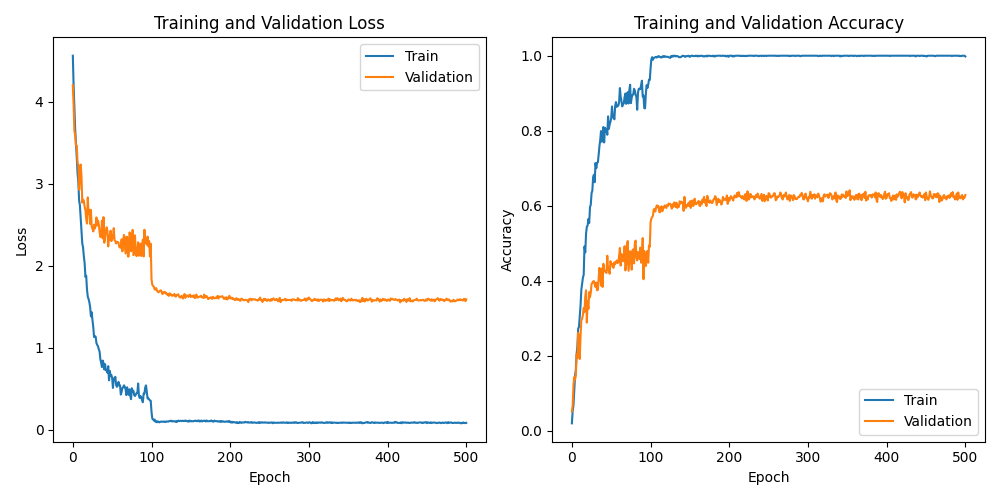 Training and Validation Loss
Train
Validation
4
3
2
1
0
Loss
0 100 200 300 400 500
Epoch
Training and Validation Accuracy
1.0
0.8
0.6
0.4
0.2
0.0
Accuracy
Train
Validation
0 100 200 300 400 500
Epoch